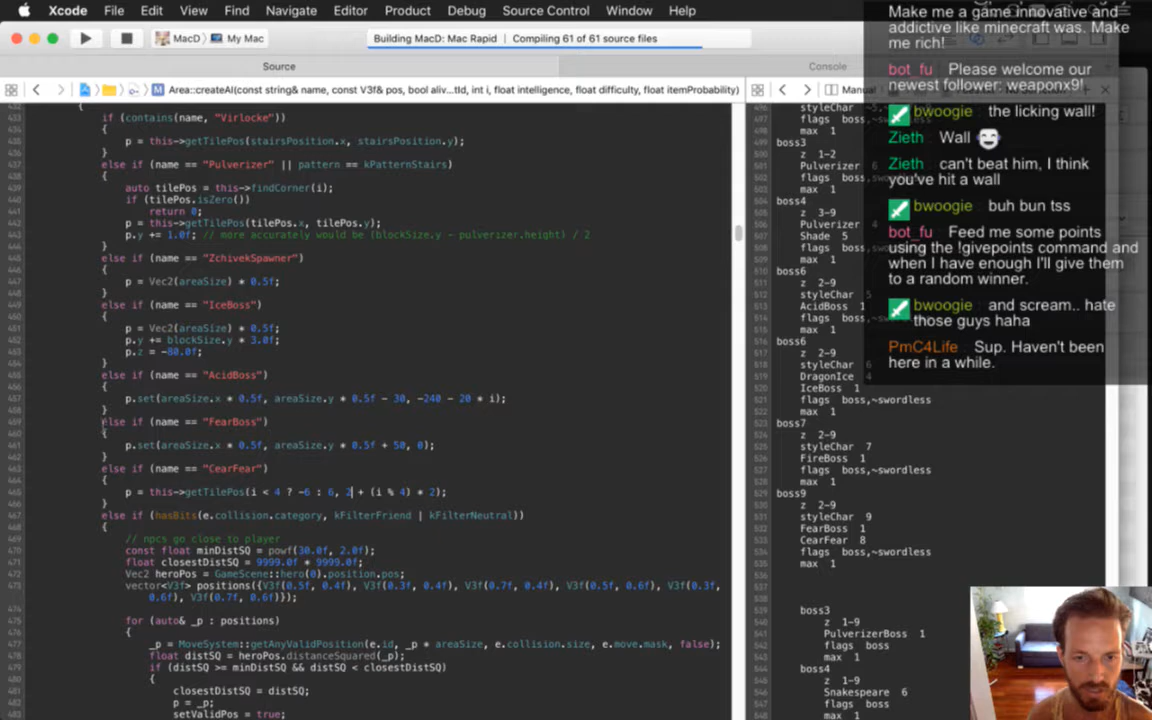 Xcode File Edit View Find Navigate Editor Product Debug Source Control Window Help
MacD My Mac
Building MacD: Mac Rapid | Compiling 61 of 61 source files
Source
Console
Area::createAI(const string& name, const V3f& pos, bool aliv...tId, int i, float intelligence, float difficulty, float itemProbability)
Manual
{
if (contains(name, "Virlocke"))
p = this->getTilePos(stairsPosition.x, stairsPosition.y);
}
else if (name == "Pulverizer" || pattern == kPatternStairs)
{
auto tilePos = this->findCorner(i);
if (tilePos.isZero())
return 0;
p = this->getTilePos(tilePos.x, tilePos.y);
p.y += 1.0f; // more accurately would be (blockSize.y - pulverizer.height) / 2
}
else if (name == "ZchivekSpawner")
{
p = Vec2(areaSize) * 0.5f;
}
else if (name == "IceBoss")
{
p = Vec2(areaSize) * 0.5f;
p.y += blockSize.y * 3.0f;
p.z = -80.0f;
}
else if (name == "AcidBoss")
{
p.set(areaSize.x * 0.5f, areaSize.y * 0.5f - 30, -240 - 20 * i);
}
else if (name == "FearBoss")
{
p.set(areaSize.x * 0.5f, areaSize.y * 0.5f + 50, 0);
}
else if (name == "CearFear")
{
p = this->getTilePos(i < 4 ? -6 : 6, 2 + (i % 4) * 2);
}
else if (hasBits(e.collision.category, kFilterFriend | kFilterNeutral))
{
// npcs go close to player
const float minDistSQ = powf(30.0f, 2.0f);
float closestDistSQ = 9999.0f * 9999.0f;
Vec2 heroPos = GameScene::hero(0).position.pos;
vector<V3f> positions({V3f(0.5f, 0.4f), V3f(0.3f, 0.4f), V3f(0.7f, 0.4f), V3f(0.5f, 0.6f), V3f(0.3f,
0.6f), V3f(0.7f, 0.6f)});
for (auto& _p : positions)
{
_p = MoveSystem::getAnyValidPosition(e.id, _p * areaSize, e.collision.size, e.move.mask, false);
float distSQ = heroPos.distanceSquared(_p);
if (distSQ >= minDistSQ && distSQ < closestDistSQ)
{
closestDistSQ = distSQ;
p = _p;
setValidPos = true;
flags boss,~swordless
max 1
boss3
z 1-2
Pulverizer 6
max 1
boss4
z 3-9
Pulverizer 4
Shade 5
boss6
z 2-9
styleChar 5
AcidBoss 1
max 1
boss6
z 2-9
styleChar 6
DragonIce 4
IceBoss 1
flags boss,~swordless
max 1
boss7
z 2-9
styleChar 7
FireBoss 1
flags boss,~swordless
max 1
boss9
z 2-9
styleChar 9
FearBoss 1
CearFear 8
flags boss,~swordless
max 1
boss3
z 1-9
PulverizerBoss 1
flags boss
max 1
boss4
z 1-9
Snakespeare 6
flags boss
max 1
Make me a game innovative and
addictive like minecraft was. Make
me rich!
bot_fu Please welcome our
newest follower: weaponx9!
bwoogie the licking wall!
Zieth Wall
Zieth can't beat him, I think
you've hit a wall
bwoogie buh bun tss
bot_fu Feed me some points
using the !givepoints command and
when I have enough I'll give them
to a random winner.
bwoogie and scream.. hate
those guys haha
PmC4Life Sup. Haven't been
here in a while.